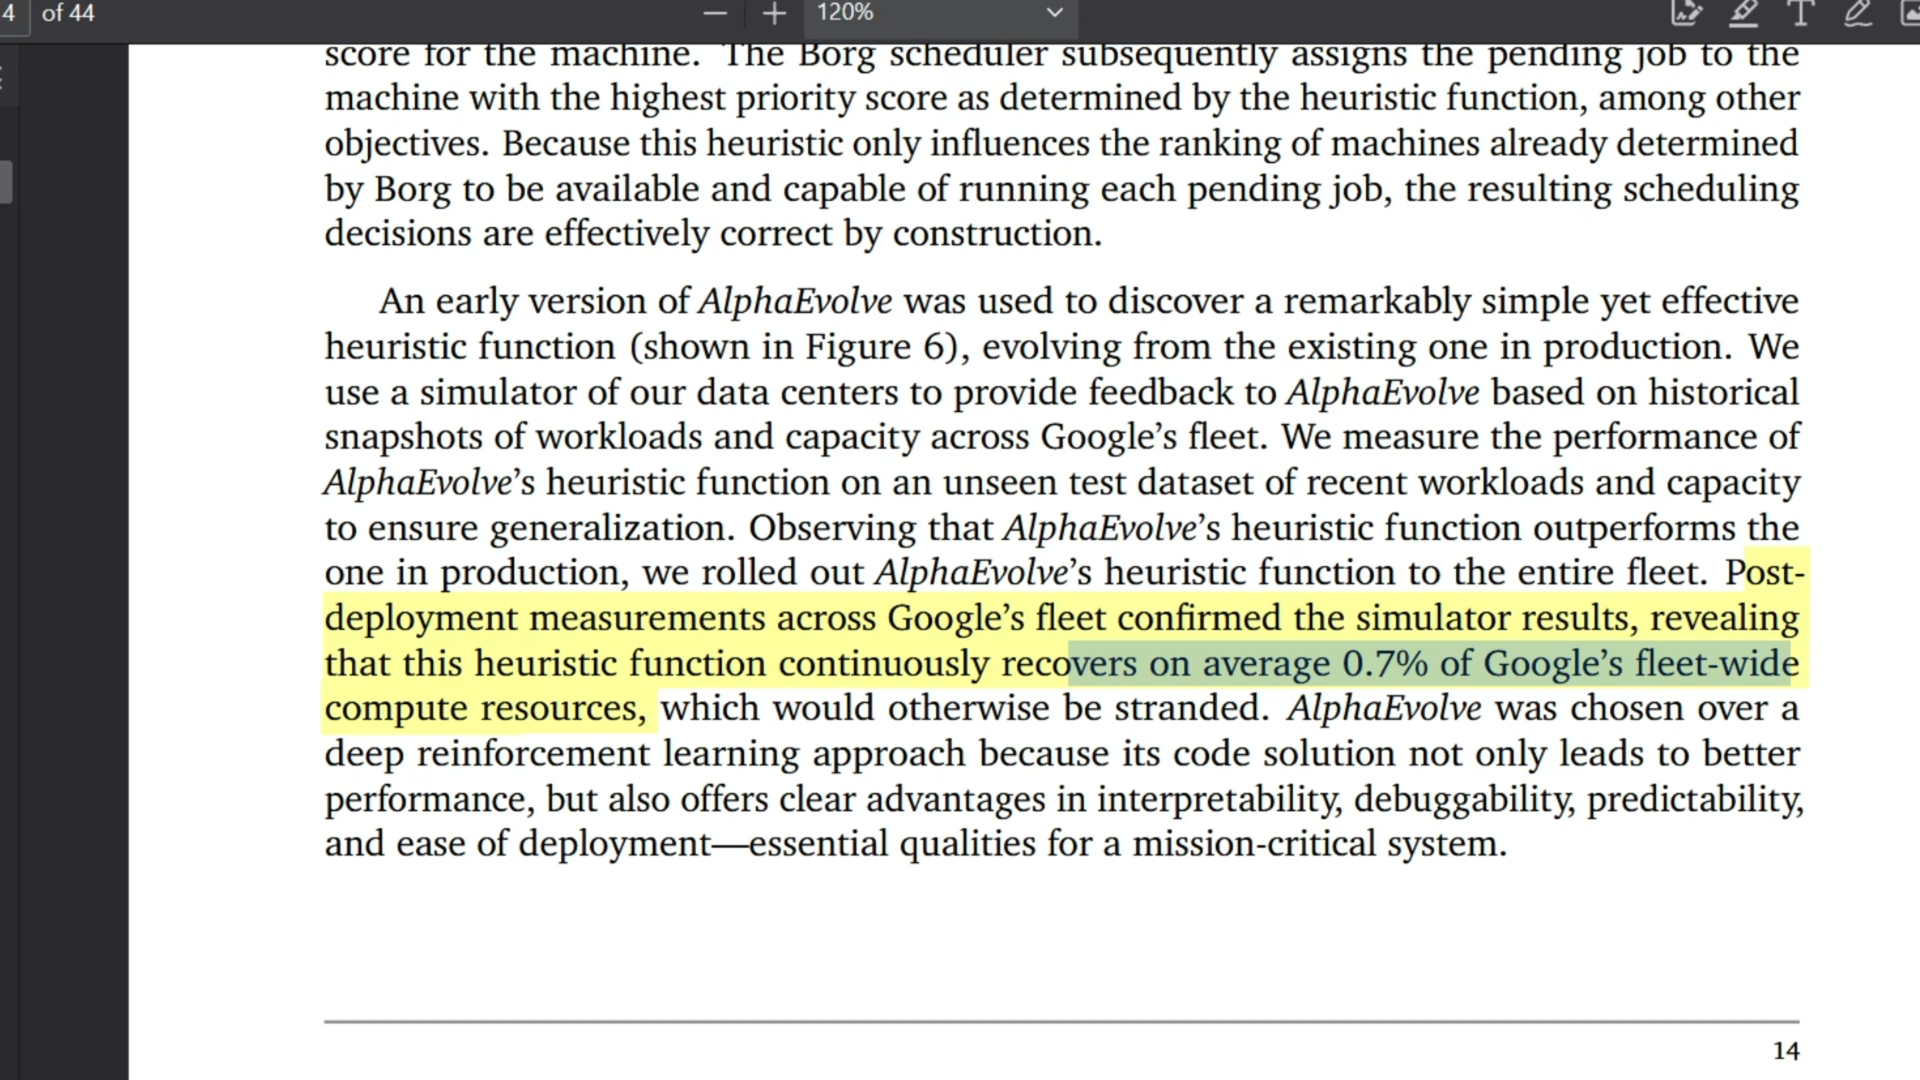 4 of 44
120%
score for the machine. The Borg scheduler subsequently assigns the pending job to the
machine with the highest priority score as determined by the heuristic function, among other
objectives. Because this heuristic only influences the ranking of machines already determined
by Borg to be available and capable of running each pending job, the resulting scheduling
decisions are effectively correct by construction.
An early version of AlphaEvolve was used to discover a remarkably simple yet effective
heuristic function (shown in Figure 6), evolving from the existing one in production. We
use a simulator of our data centers to provide feedback to AlphaEvolve based on historical
snapshots of workloads and capacity across Google’s fleet. We measure the performance of
AlphaEvolve’s heuristic function on an unseen test dataset of recent workloads and capacity
to ensure generalization. Observing that AlphaEvolve’s heuristic function outperforms the
one in production, we rolled out AlphaEvolve’s heuristic function to the entire fleet. Post-
deployment measurements across Google’s fleet confirmed the simulator results, revealing
that this heuristic function continuously recovers on average 0.7% of Google’s fleet-wide
compute resources, which would otherwise be stranded. AlphaEvolve was chosen over a
deep reinforcement learning approach because its code solution not only leads to better
performance, but also offers clear advantages in interpretability, debuggability, predictability,
and ease of deployment—essential qualities for a mission-critical system.
14